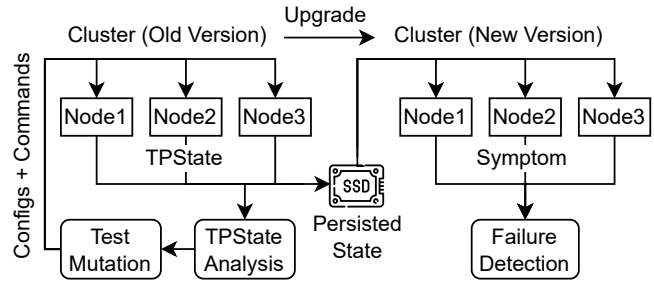 Upgrade
Cluster (Old Version)
Cluster (New Version)
Configs + Commands
Node1
Node2
Node3
Node1
Node2
Node3
TPState
Symptom
SSD
Persisted
State
Test
Mutation
TPState
Analysis
Failure
Detection